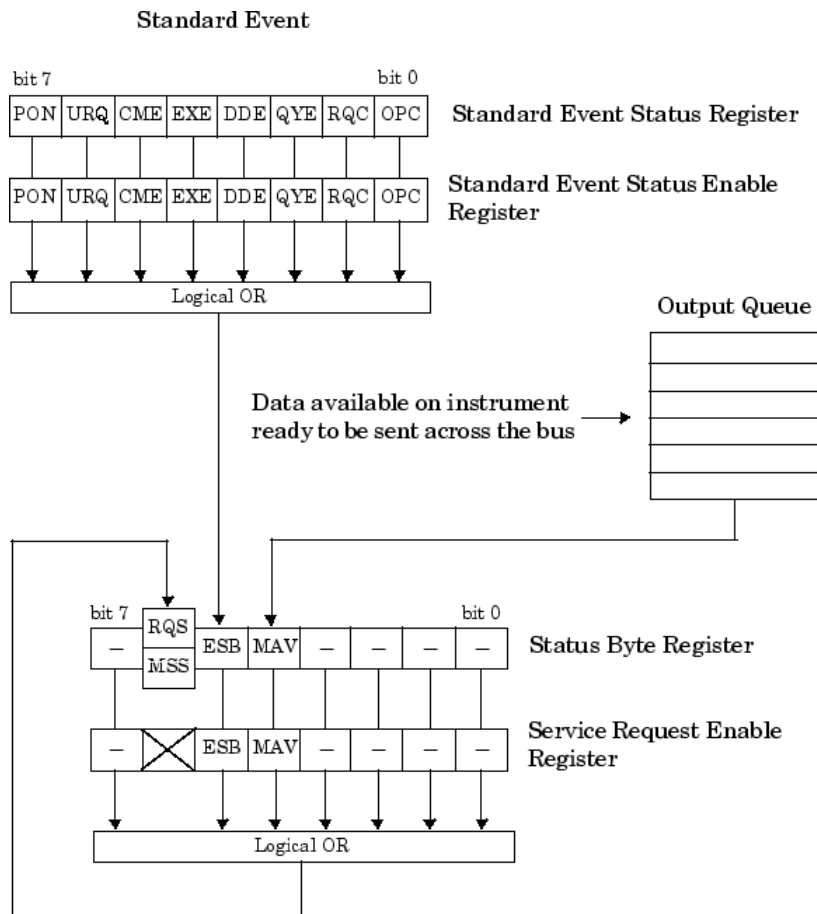 Standard Event
bit 7 bit 0
PON URQ CME EXE DDE QYE RQC OPC
Standard Event Status Register
PON URQ CME EXE DDE QYE RQC OPC
Standard Event Status Enable
Register
Logical OR
Output Queue
Data available on instrument
ready to be sent across the bus
bit 7 bit 0
– RQS MSS ESB MAV – – – –
Status Byte Register
– ESB MAV – – – –
Service Request Enable
Register
Logical OR